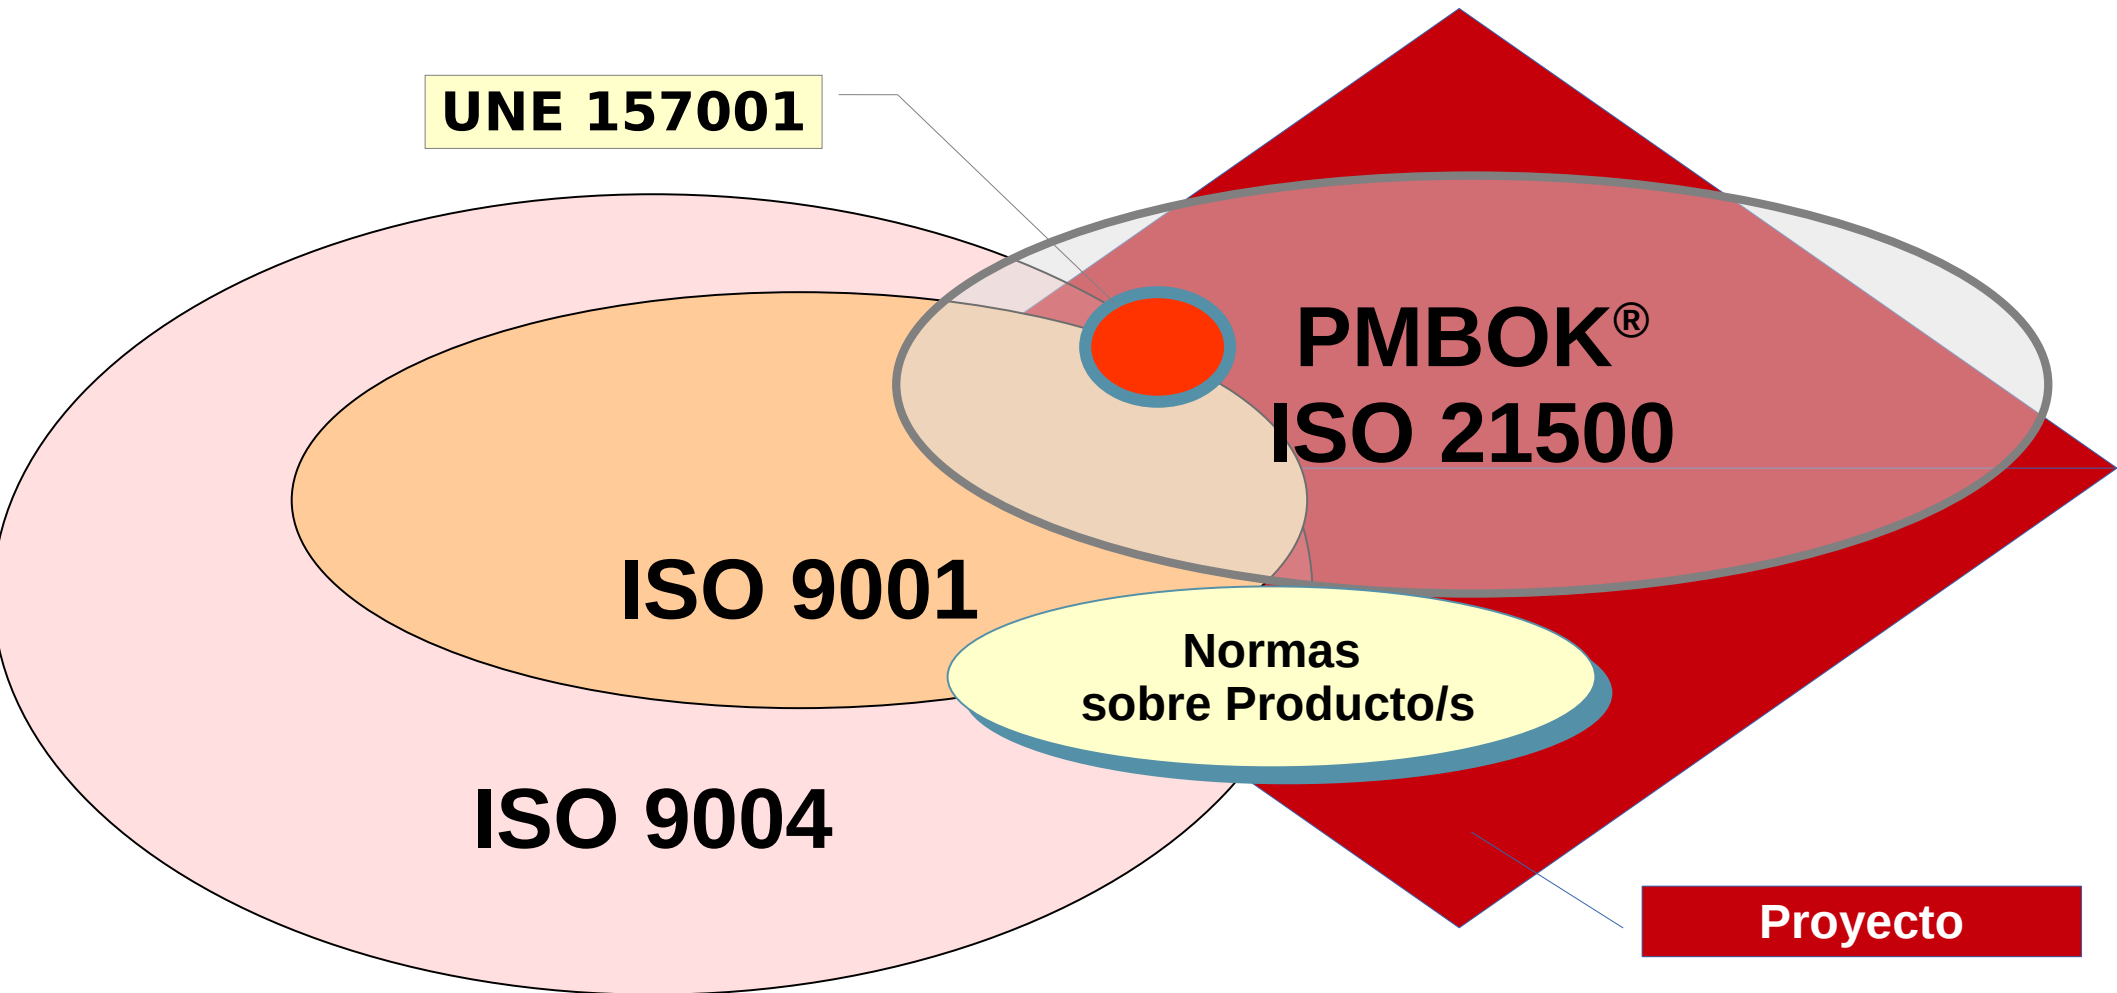 UNE 157001
PMBOK®
ISO 21500
ISO 9001
Normas
sobre Producto/s
ISO 9004
Proyecto